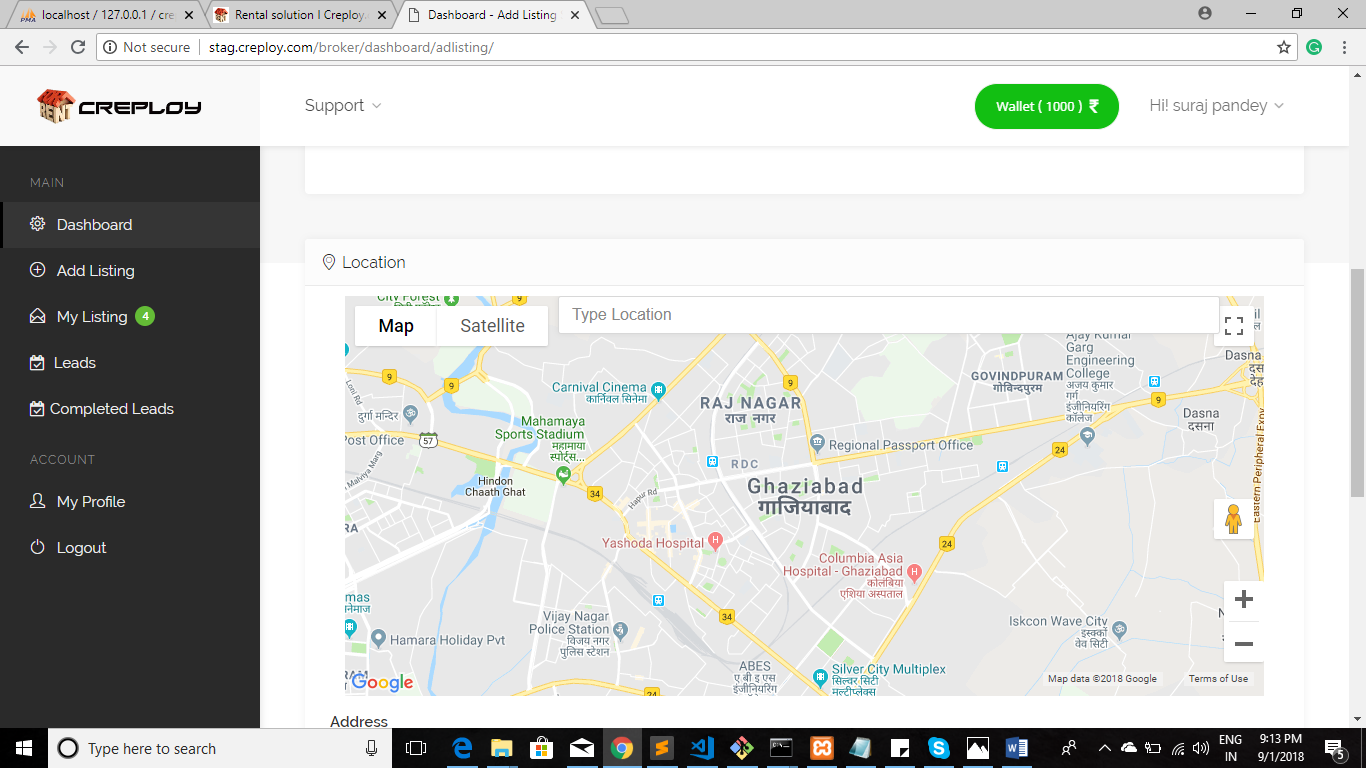 localhost / 127.0.0.1 / cre
Rental solution I Creploy.
Dashboard - Add Listing
Not secure
stag.creploy.com/broker/dashboard/adlisting/
RENT
CREPLOY
Support
Wallet ( 1000 ) ₹
Hi! suraj pandey
MAIN
Dashboard
Add Listing
My Listing 4
Leads
Completed Leads
ACCOUNT
My Profile
Logout
Location
Map
Satellite
Type Location
City Forest
9
9
9
9
9
Carnival Cinema
कार्निवल सिनेमा
RAJ NAGAR
राज नगर
GOVINDPURAM
गोविन्दपुरम
Ajay Kumar
Garg
Engineering
College
अजय कुमार
गर्ग
इंजीनियरिंग
कॉलेज
Dasna
Dasna
दसना
दुर्गा मन्दिर
Post Office
57
Mahamaya
Sports Stadium
महामाया
स्पोर्ट्स...
Regional Passport Office
RDC
24
Hindon
Chaath Ghat
34
Hapur Rd
Ghaziabad
गाजियाबाद
Eastern Peripheral Expy
Yashoda Hospital
24
Columbia Asia
Hospital - Ghaziabad
कोलंबिया
एशिया अस्पताल
34
Vijay Nagar
Police Station
विजय नगर
पुलिस स्टेशन
Hamara Holiday Pvt
Iskcon Wave City
इस्कॉन
वेव सिटी
ABES
ए बी इ एस
इंजीनियरिंग
Silver City Multiplex
सिल्वर सिटी
मल्टीप्लेक्स
24
Google
Map data ©2018 Google
Terms of Use
Address
Type here to search
ENG
IN
9:13 PM
9/1/2018
5